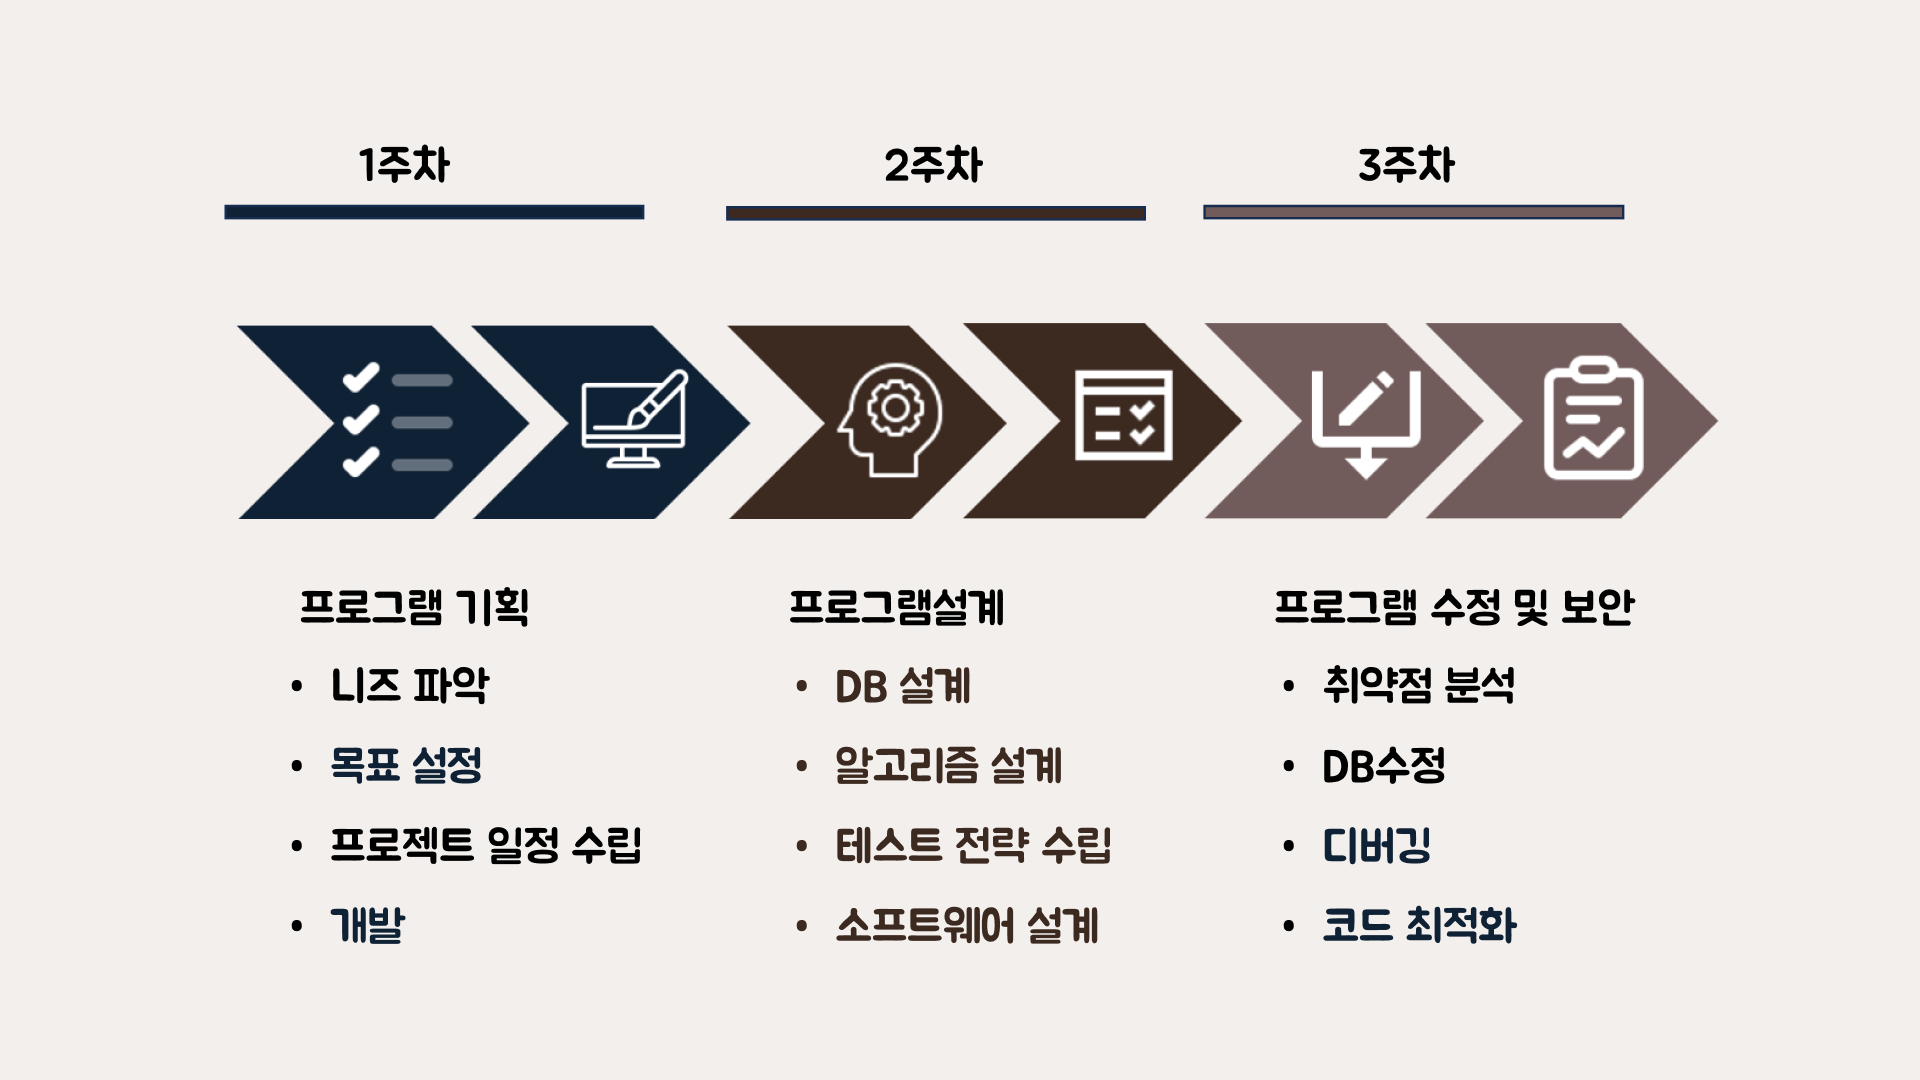 1주차
2주차
3주차
프로그램 기획
• 니즈 파악
• 목표 설정
• 프로젝트 일정 수립
• 개발
프로그램설계
• DB 설계
• 알고리즘 설계
• 테스트 전략 수립
• 소프트웨어 설계
프로그램 수정 및 보안
• 취약점 분석
• DB수정
• 디버깅
• 코드 최적화